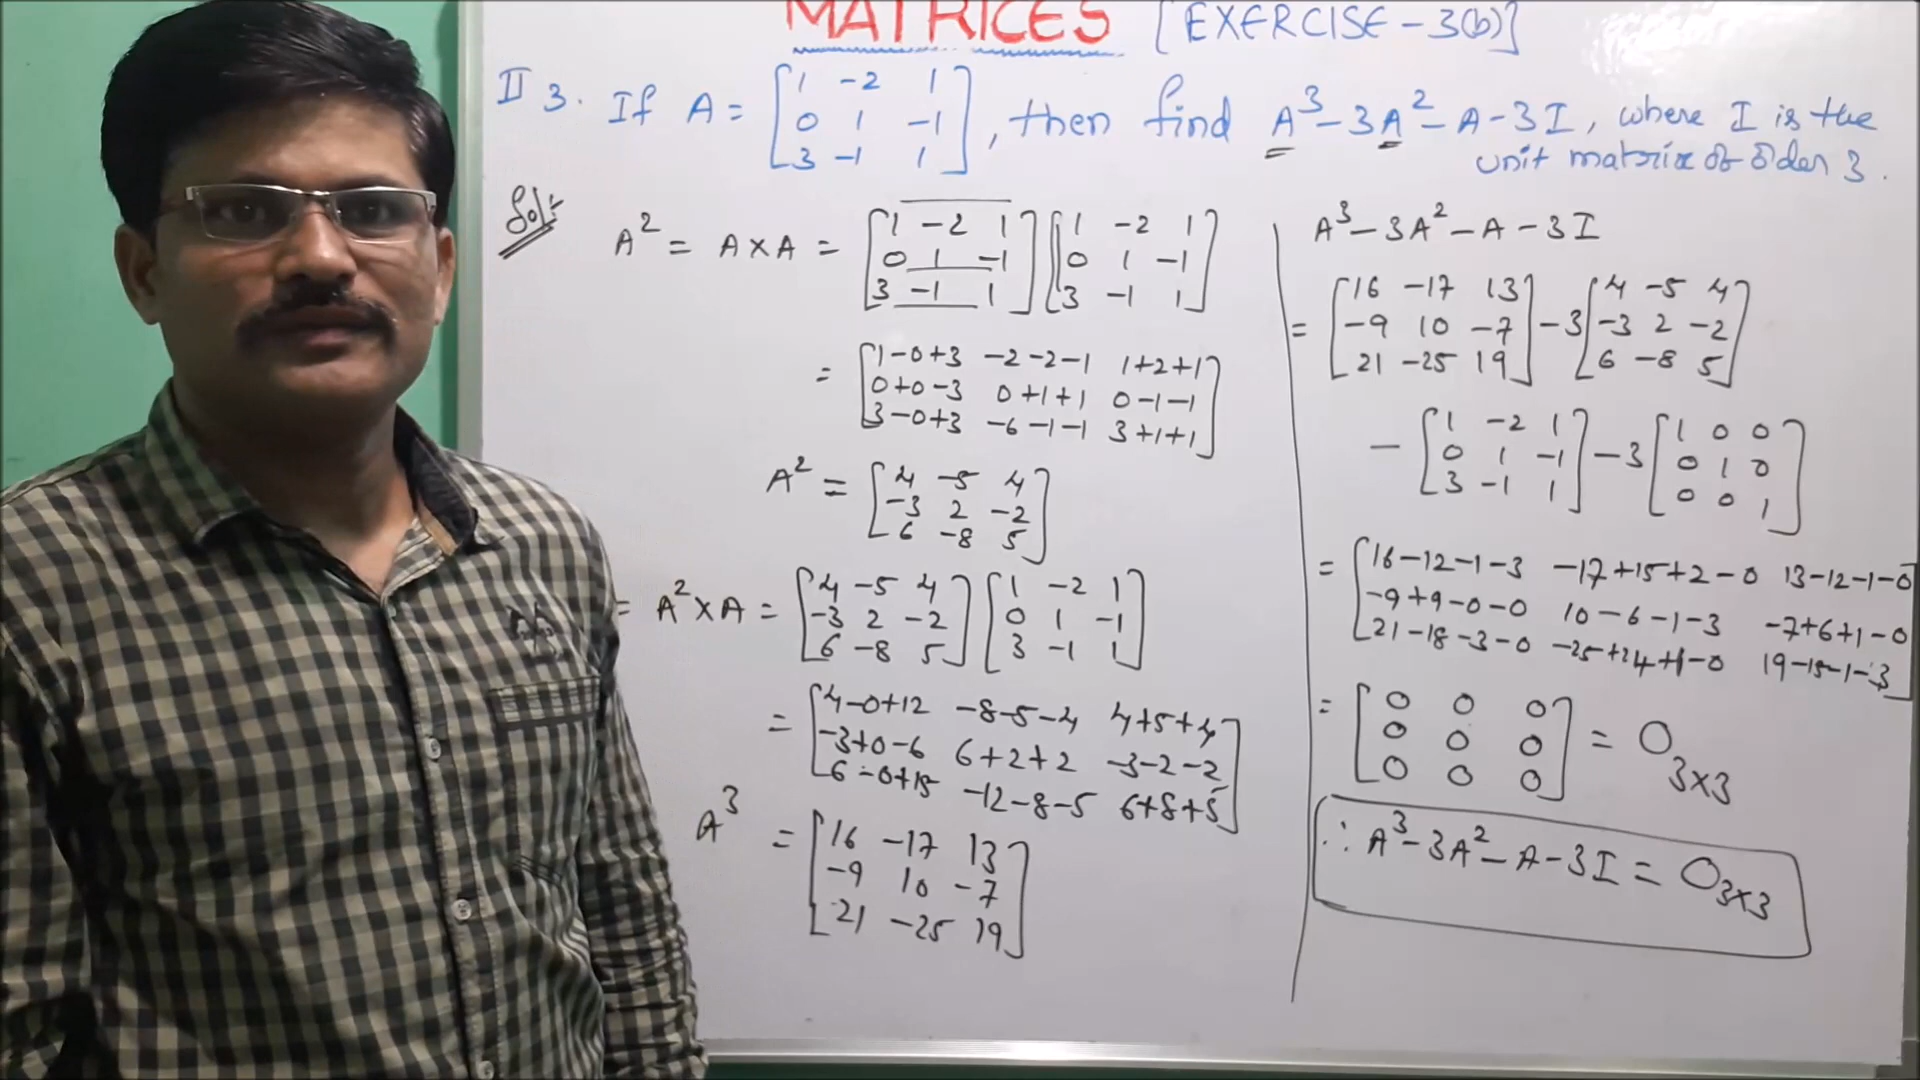 MATRICES [EXERCISE-3(b)]
II 3. If A = [1 -2 1
0 1 -1
3 -1 1], then find A³-3A²-A-3I, where I is the
unit matrix of order 3.
Sol:-
A² = A×A = [1 -2 1] [1 -2 1]
[0 1 -1] [0 1 -1]
[3 -1 1] [3 -1 1]
= [1-0+3 -2-2-1 1+2+1
0+0-3 0+1+1 0-1-1
3-0+3 -6-1-1 3+1+1]
A² = [4 -5 4
-3 2 -2
6 -8 5]
= A²×A = [4 -5 4] [1 -2 1]
[-3 2 -2] [0 1 -1]
[6 -8 5] [3 -1 1]
= [4-0+12 -8-5-4 4+5+4
-3+0-6 6+2+2 -3-2-2
6-0+15 -12-8-5 6+8+5]
A³ = [16 -17 13
-9 10 -7
21 -25 19]
A³-3A²-A-3I
= [16 -17 13] -3 [4 -5 4]
[-9 10 -7] [-3 2 -2]
[21 -25 19] [6 -8 5]
- [1 -2 1] -3 [1 0 0]
[0 1 -1] [0 1 0]
[3 -1 1] [0 0 1]
= [16-12-1-3 -17+15+2-0 13-12-1-0
-9+9-0-0 10-6-1-3 -7+6+1-0
21-18-3-0 -25+24+1-0 19-15-1-3]
= [0 0 0
0 0 0
0 0 0] = O₃ₓ₃
∴ A³-3A²-A-3I = O₃ₓ₃